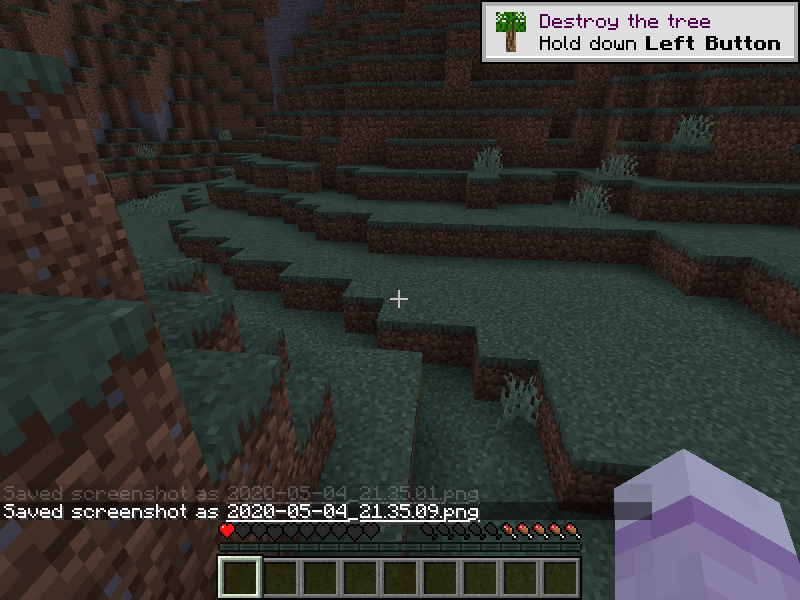 Destroy the tree
Hold down Left Button
Saved screenshot as 2020-05-04_21.35.01.png
Saved screenshot as 2020-05-04_21.35.09.png